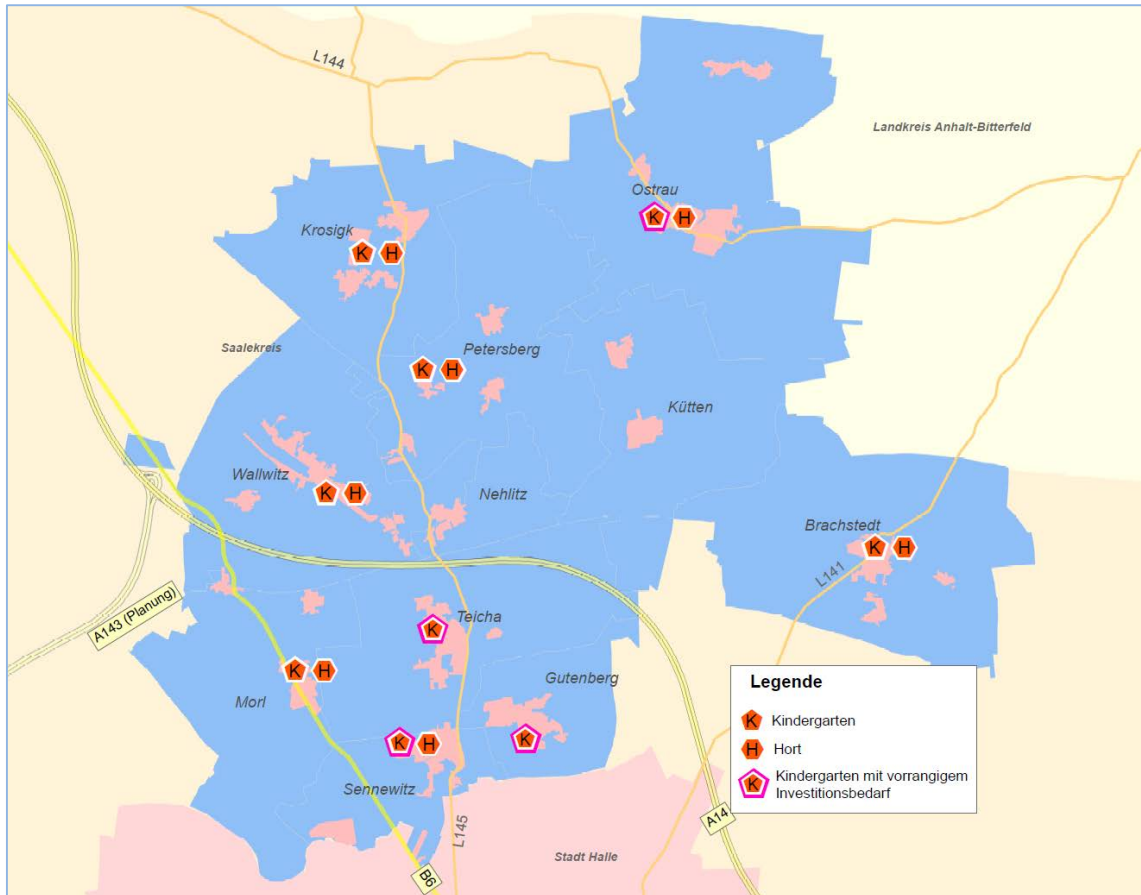 L144
Landkreis Anhalt-Bitterfeld
Ostrau
K H
Krosigk
K H
Saalekreis
Petersberg
K H
Kütten
Wallwitz
K H
Nehlitz
Brachstedt
K H
L141
A143 (Planung)
Teicha
K
K H
Morl
Gutenberg
K
K H
Sennewitz
L145
A14
B6
Stadt Halle
Legende
K Kindergarten
H Hort
K Kindergarten mit vorrangigem
Investitionsbedarf